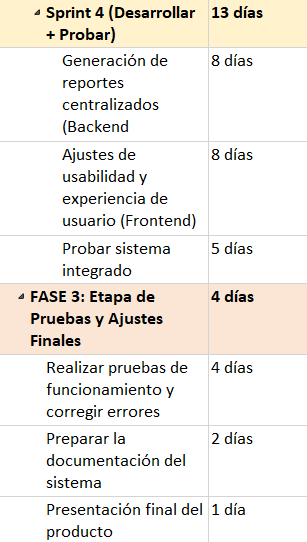 Sprint 4 (Desarrollar 13 días
+ Probar)
Generación de 8 días
reportes
centralizados
(Backend
Ajustes de 8 días
usabilidad y
experiencia de
usuario (Frontend)
Probar sistema 5 días
integrado
FASE 3: Etapa de 4 días
Pruebas y Ajustes
Finales
Realizar pruebas de 4 días
funcionamiento y
corregir errores
Preparar la 2 días
documentación del
sistema
Presentación final del 1 día
producto